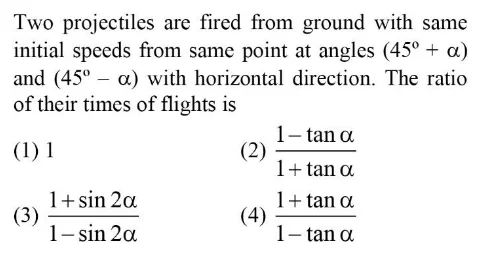 Two projectiles are fired from ground with same
initial speeds from same point at angles (45º + α)
and (45º – α) with horizontal direction. The ratio
of their times of flights is
(1) 1
(2) 1– tan α / 1+ tan α
(3) 1+ sin 2α / 1– sin 2α
(4) 1+ tan α / 1– tan α